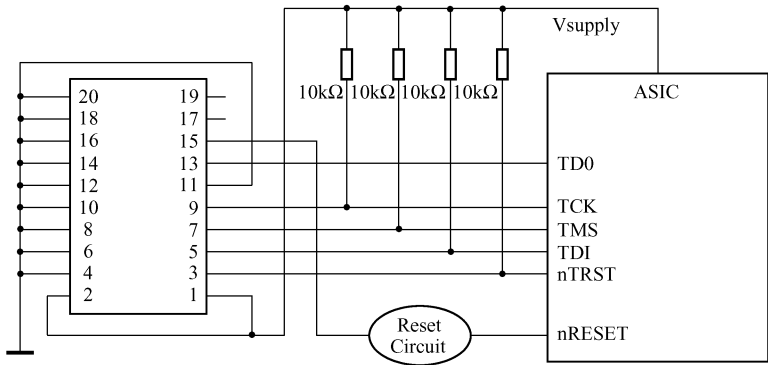 Vsupply
10kΩ 10kΩ 10kΩ 10kΩ
ASIC
20 19
18 17
16 15
14 13 TD0
12 11
10 9 TCK
8 7 TMS
6 5 TDI
4 3 nTRST
2 1
Reset
Circuit
nRESET